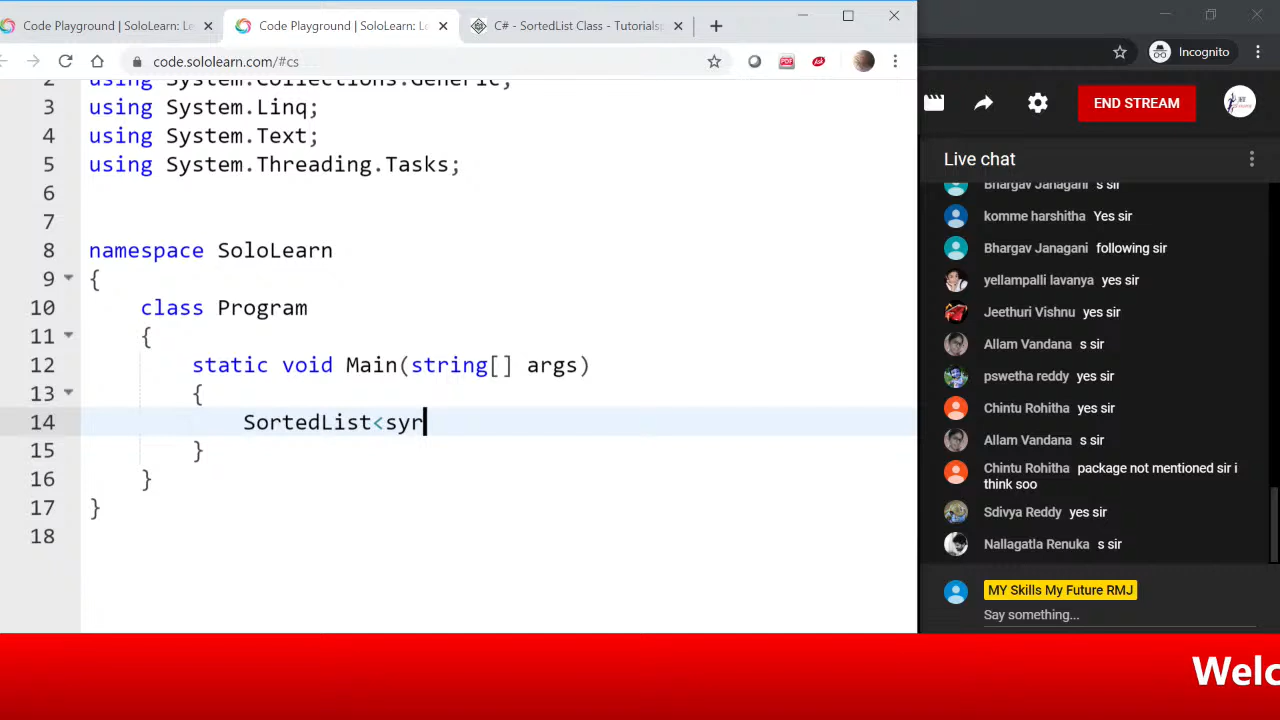 Code Playground | SoloLearn: Le
Code Playground | SoloLearn: Le
C# - SortedList Class - Tutorials
code.sololearn.com/#cs
Incognito
2 using System.Collections.Generic;
3 using System.Linq;
4 using System.Text;
5 using System.Threading.Tasks;
6
7
8 namespace SoloLearn
9 {
10 class Program
11 {
12 static void Main(string[] args)
13 {
14 SortedList<syr
15 }
16 }
17 }
18
END STREAM
Live chat
Bhargav Janagani s sir
komme harshitha Yes sir
Bhargav Janagani following sir
yellampalli lavanya yes sir
Jeethuri Vishnu yes sir
Allam Vandana s sir
pswetha reddy yes sir
Chintu Rohitha yes sir
Allam Vandana s sir
Chintu Rohitha package not mentioned sir i
think soo
Sdivya Reddy yes sir
Nallagatla Renuka s sir
MY Skills My Future RMJ
Say something...
Welc